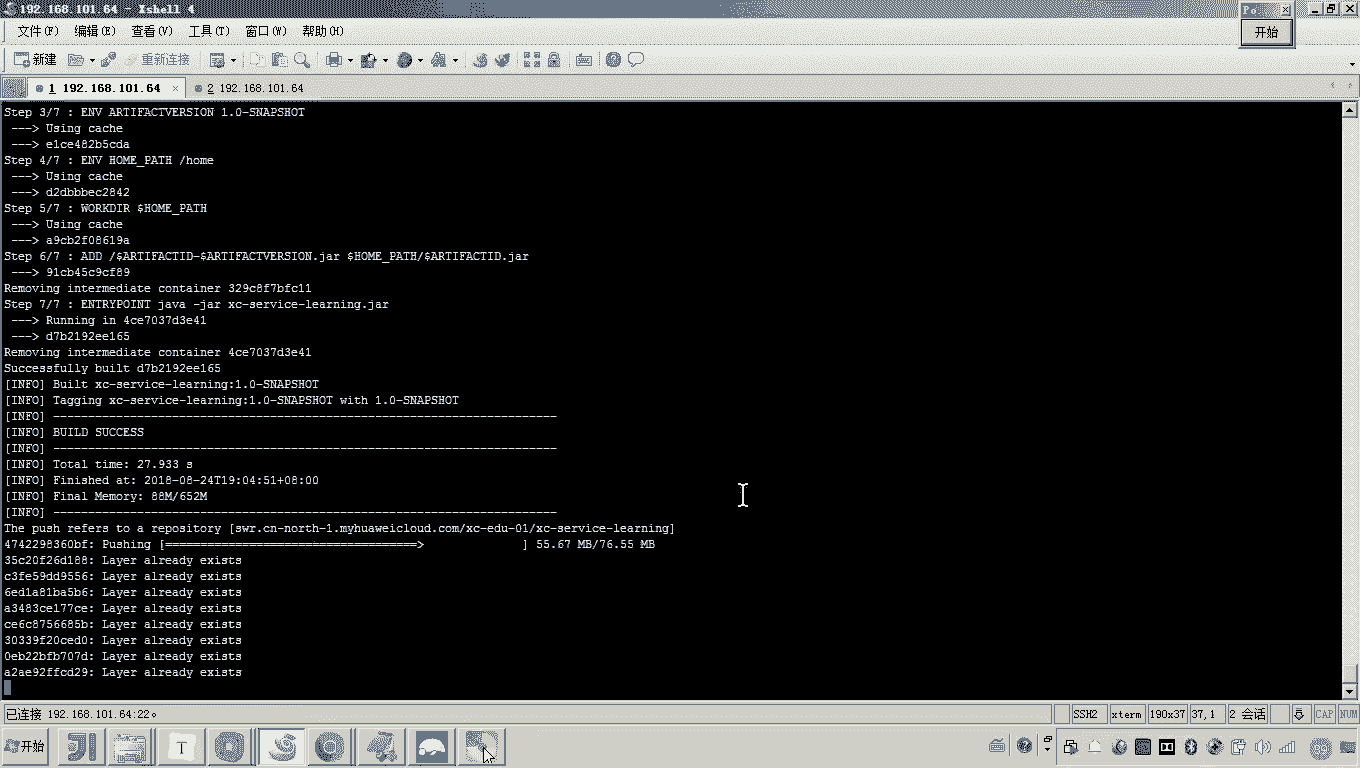 192.168.101.64 - Xshell 4
Po
文件(F) 编辑(E) 查看(V) 工具(T) 窗口(W) 帮助(H)
开始
新建 重新连接
1 192.168.101.64 × 2 192.168.101.64
Step 3/7 : ENV ARTIFACTVERSION 1.0-SNAPSHOT
---> Using cache
---> e1ce482b5cda
Step 4/7 : ENV HOME_PATH /home
---> Using cache
---> d2dbbbec2842
Step 5/7 : WORKDIR $HOME_PATH
---> Using cache
---> a9cb2f08619a
Step 6/7 : ADD /$ARTIFACTID-$ARTIFACTVERSION.jar $HOME_PATH/$ARTIFACTID.jar
---> 91cb45c9cf89
Removing intermediate container 329c8f7bfc11
Step 7/7 : ENTRYPOINT java -jar xc-service-learning.jar
---> Running in 4ce7037d3e41
---> d7b2192ee165
Removing intermediate container 4ce7037d3e41
Successfully built d7b2192ee165
[INFO] Built xc-service-learning:1.0-SNAPSHOT
[INFO] Tagging xc-service-learning:1.0-SNAPSHOT with 1.0-SNAPSHOT
[INFO] ------------------------------------------------------------------------
[INFO] BUILD SUCCESS
[INFO] ------------------------------------------------------------------------
[INFO] Total time: 27.933 s
[INFO] Finished at: 2018-08-24T19:04:51+08:00
[INFO] Final Memory: 88M/652M
[INFO] ------------------------------------------------------------------------
The push refers to a repository [swr.cn-north-1.myhuaweicloud.com/xc-edu-01/xc-service-learning]
4742298360bf: Pushing [====================================> ] 55.67 MB/76.55 MB
35c20f26d188: Layer already exists
c3fe59dd9556: Layer already exists
6ed1a81ba5b6: Layer already exists
a3483ce177ce: Layer already exists
ce6c8756685b: Layer already exists
30339f20ced0: Layer already exists
0eb22bfb707d: Layer already exists
a2ae92ffcd29: Layer already exists
已连接 192.168.101.64:22。 SSH2 xterm 190x37 37,1 2 会话 CAP NUM
开始 T